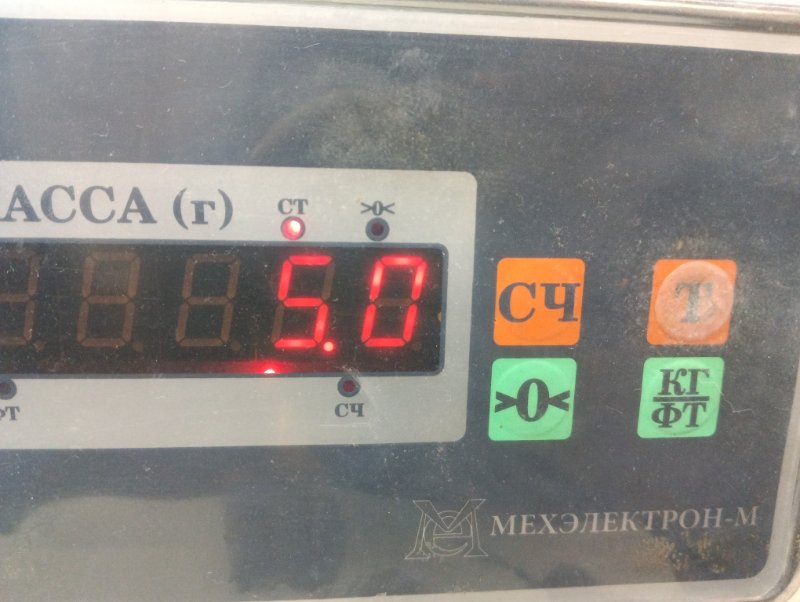 АССА (г)
СТ >0<
5.0
ФТ СЧ
СЧ Т
>0< КГ
ФТ
МЕХЭЛЕКТРОН-М